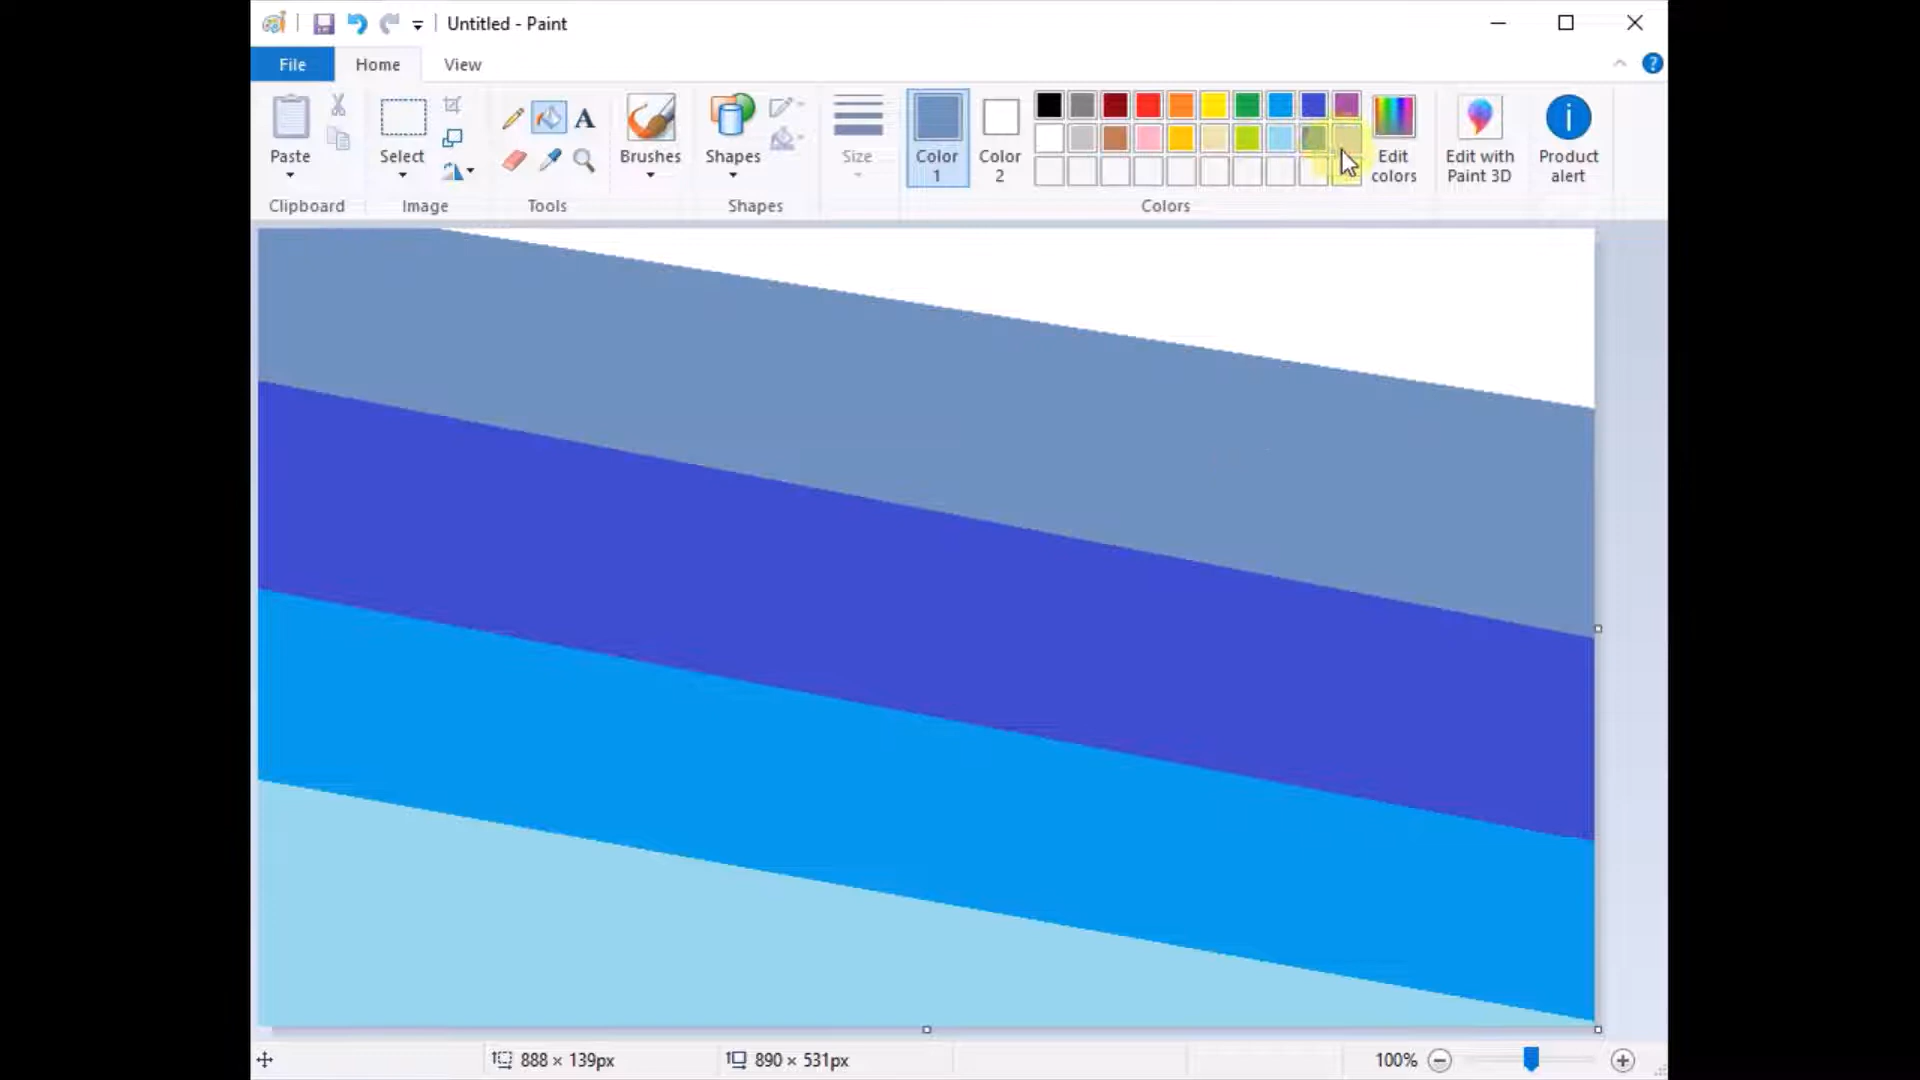 Untitled - Paint
File Home View
Paste Select Brushes Shapes Size Color 1 Color 2 Edit colors Edit with Paint 3D Product alert
Clipboard Image Tools Shapes Colors
888 × 139px 890 × 531px 100%